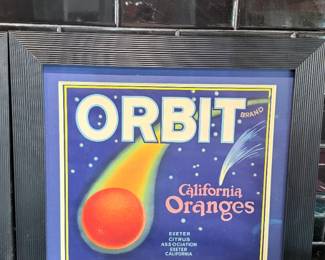 ORBIT
BRAND
California
Oranges
EXETER
CITRUS
ASSOCIATION
EXETER
CALIFORNIA